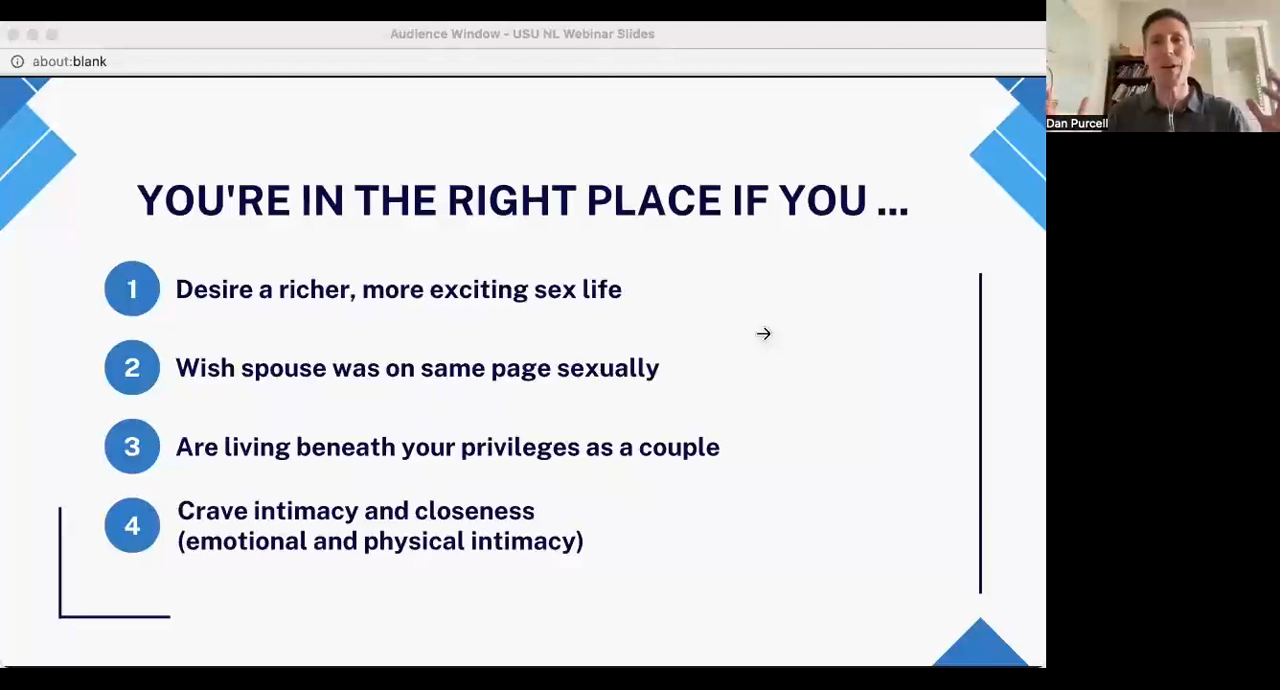 Audience Window - USU NL Webinar Slides
about:blank
Dan Purcell
YOU'RE IN THE RIGHT PLACE IF YOU ...
1 Desire a richer, more exciting sex life
2 Wish spouse was on same page sexually
3 Are living beneath your privileges as a couple
4 Crave intimacy and closeness
(emotional and physical intimacy)